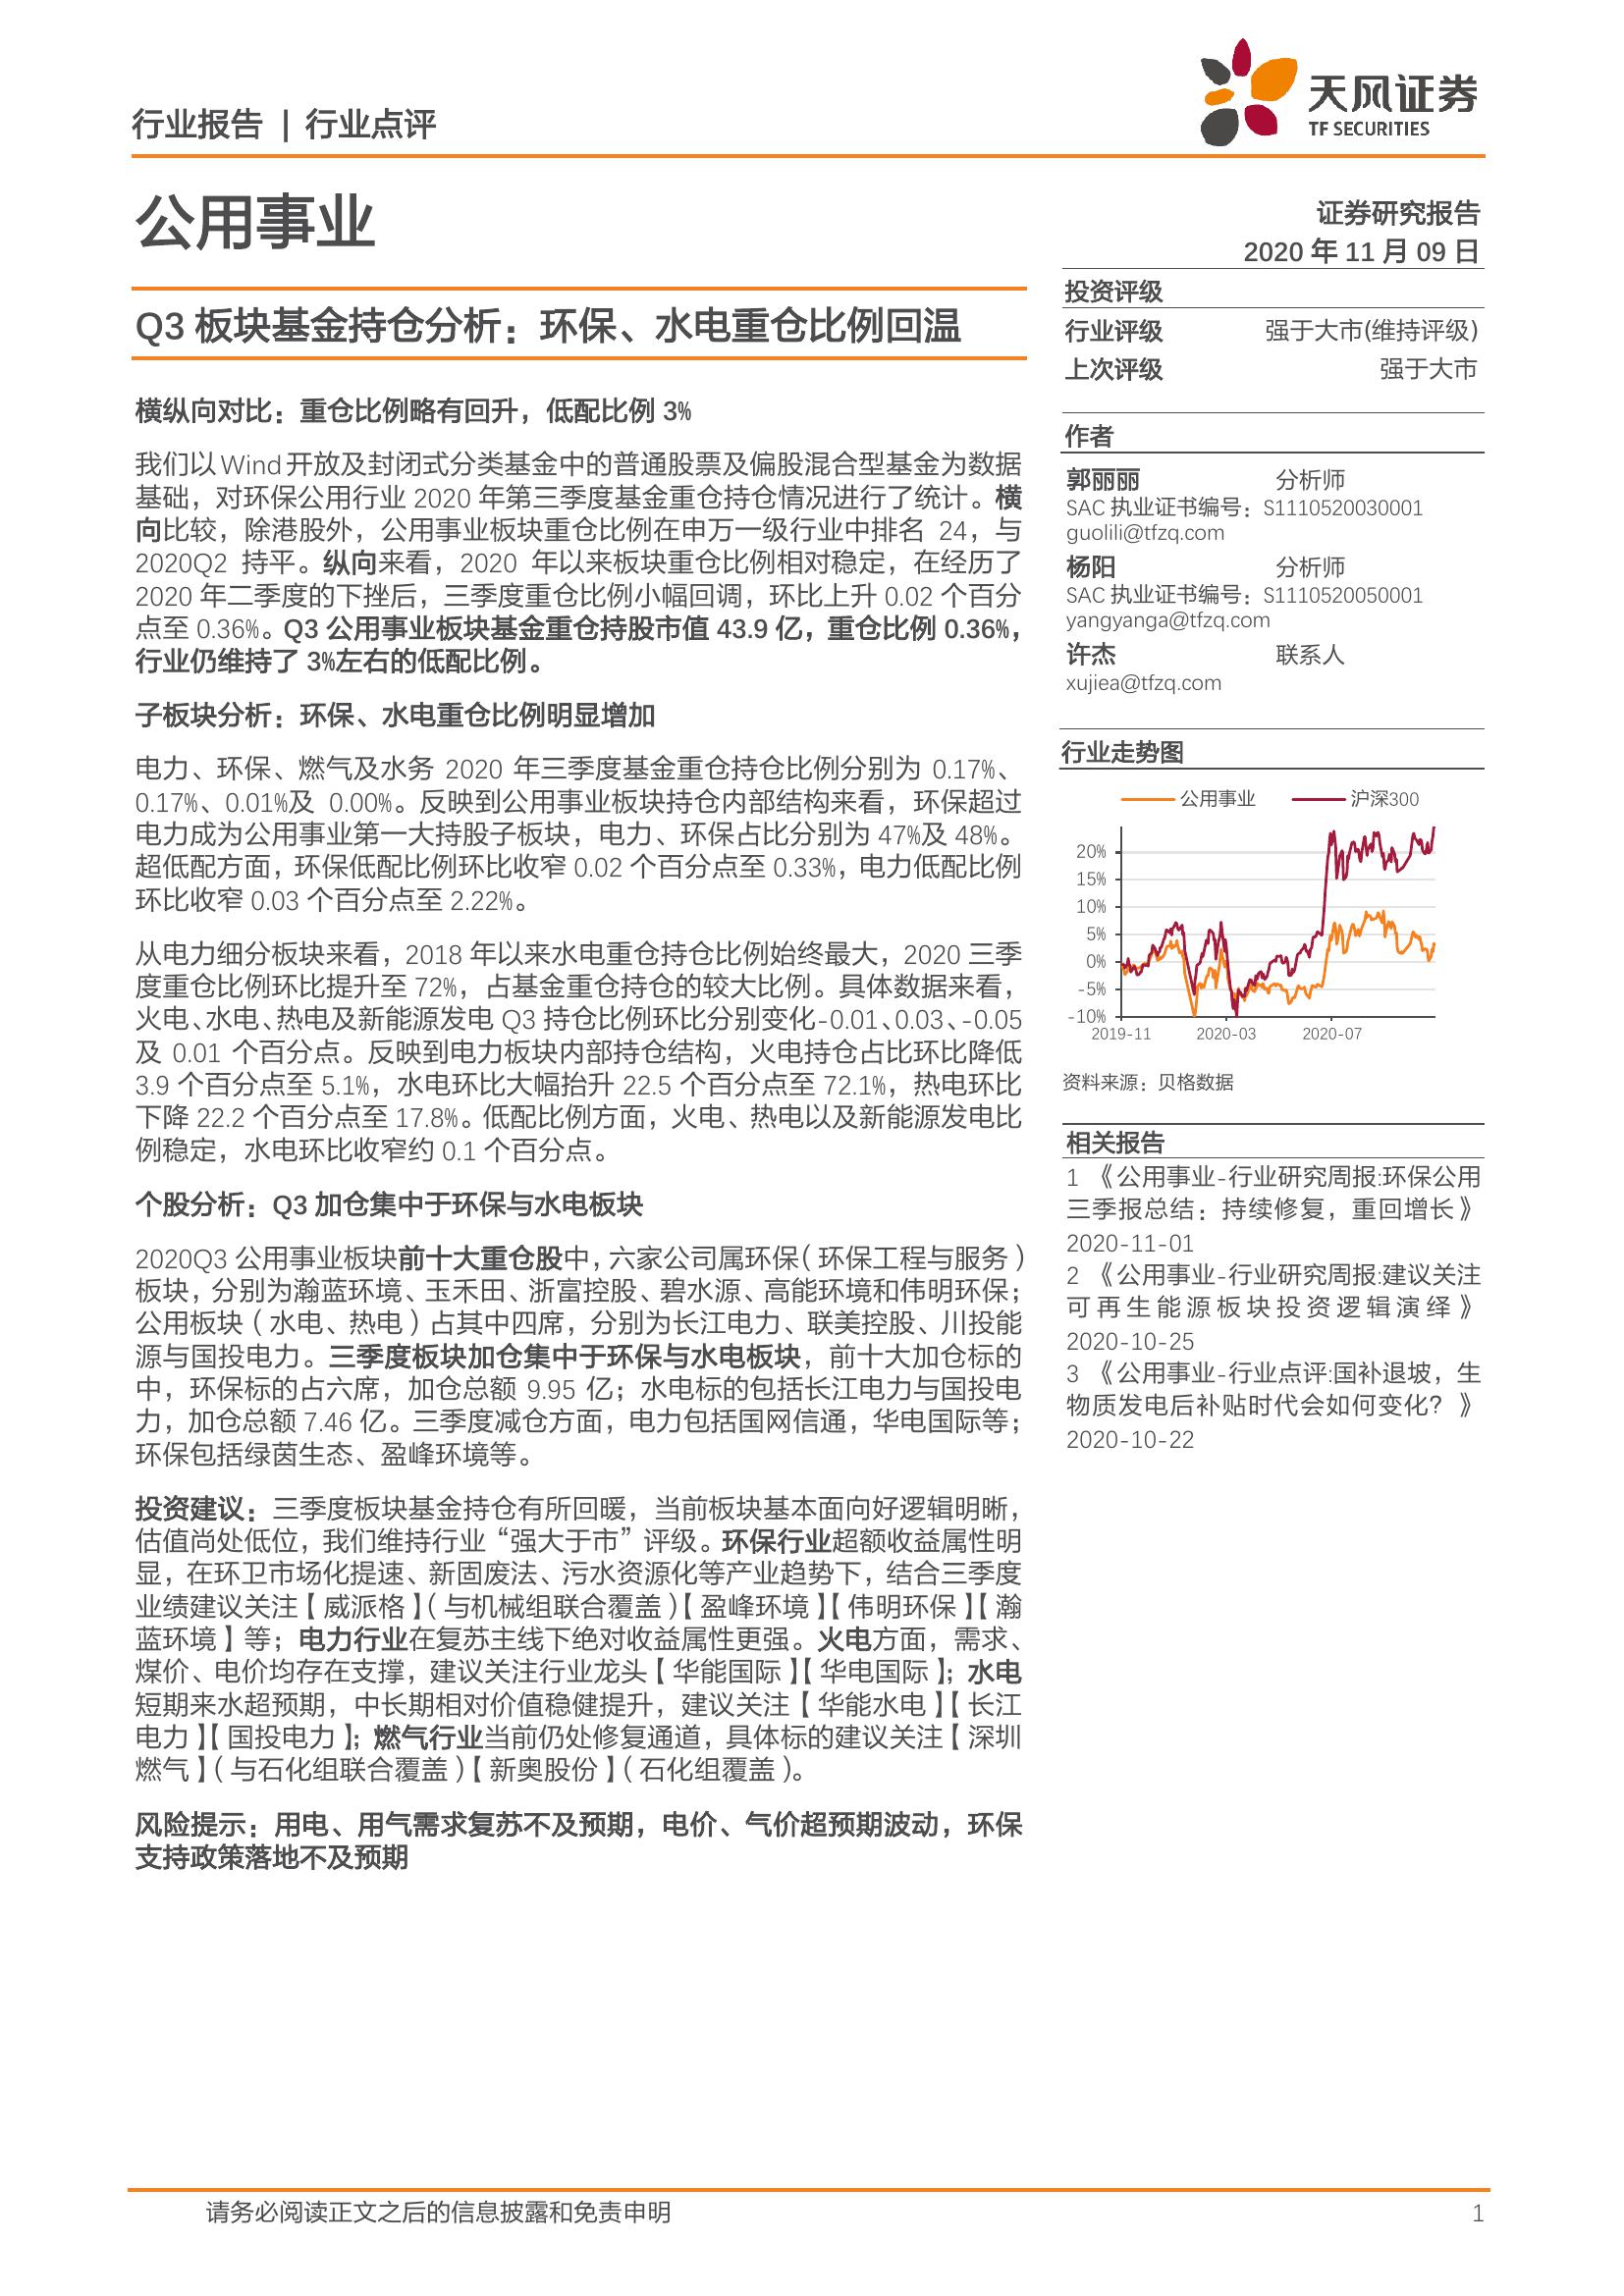 行业报告 | 行业点评
天风证券
TF SECURITIES
公用事业
证券研究报告
2020 年 11 月 09 日
Q3 板块基金持仓分析：环保、水电重仓比例回温
横纵向对比：重仓比例略有回升，低配比例 3%
我们以 Wind 开放及封闭式分类基金中的普通股票及偏股混合型基金为数据
基础，对环保公用行业 2020 年第三季度基金重仓持仓情况进行了统计。横
向比较，除港股外，公用事业板块重仓比例在申万一级行业中排名 24，与
2020Q2 持平。纵向来看，2020 年以来板块重仓比例相对稳定，在经历了
2020 年二季度的下挫后，三季度重仓比例小幅回调，环比上升 0.02 个百分
点至 0.36%。Q3 公用事业板块基金重仓持股市值 43.9 亿，重仓比例 0.36%，
行业仍维持了 3%左右的低配比例。
子板块分析：环保、水电重仓比例明显增加
电力、环保、燃气及水务 2020 年三季度基金重仓持仓比例分别为 0.17%、
0.17%、0.01%及 0.00%。反映到公用事业板块持仓内部结构来看，环保超过
电力成为公用事业第一大持股子板块，电力、环保占比分别为 47%及 48%。
超低配方面，环保低配比例环比收窄 0.02 个百分点至 0.33%，电力低配比例
环比收窄 0.03 个百分点至 2.22%。
从电力细分板块来看，2018 年以来水电重仓持仓比例始终最大，2020 三季
度重仓比例环比提升至 72%，占基金重仓持仓的较大比例。具体数据来看，
火电、水电、热电及新能源发电 Q3 持仓比例环比分别变化-0.01、0.03、-0.05
及 0.01 个百分点。反映到电力板块内部持仓结构，火电持仓占比环比降低
3.9 个百分点至 5.1%，水电环比大幅抬升 22.5 个百分点至 72.1%，热电环比
下降 22.2 个百分点至 17.8%。低配比例方面，火电、热电以及新能源发电比
例稳定，水电环比收窄约 0.1 个百分点。
个股分析：Q3 加仓集中于环保与水电板块
2020Q3 公用事业板块前十大重仓股中，六家公司属环保（环保工程与服务）
板块，分别为瀚蓝环境、玉禾田、浙富控股、碧水源、高能环境和伟明环保；
公用板块（水电、热电）占其中四席，分别为长江电力、联美控股、川投能
源与国投电力。三季度板块加仓集中于环保与水电板块，前十大加仓标的
中，环保标的占六席，加仓总额 9.95 亿；水电标的包括长江电力与国投电
力，加仓总额 7.46 亿。三季度减仓方面，电力包括国网信通，华电国际等；
环保包括绿茵生态、盈峰环境等。
投资建议：三季度板块基金持仓有所回暖，当前板块基本面向好逻辑明晰，
估值尚处低位，我们维持行业“强大于市”评级。环保行业超额收益属性明
显，在环卫市场化提速、新固废法、污水资源化等产业趋势下，结合三季度
业绩建议关注【威派格】（与机械组联合覆盖）【盈峰环境】【伟明环保】【瀚
蓝环境】等；电力行业在复苏主线下绝对收益属性更强。火电方面，需求、
煤价、电价均存在支撑，建议关注行业龙头【华能国际】【华电国际】；水电
短期来水超预期，中长期相对价值稳健提升，建议关注【华能水电】【长江
电力】【国投电力】；燃气行业当前仍处修复通道，具体标的建议关注【深圳
燃气】（与石化组联合覆盖）【新奥股份】（石化组覆盖）。
风险提示：用电、用气需求复苏不及预期，电价、气价超预期波动，环保
支持政策落地不及预期
投资评级
行业评级 强于大市(维持评级)
上次评级 强于大市
作者
郭丽丽 分析师
SAC 执业证书编号：S1110520030001
guolili@tfzq.com
杨阳 分析师
SAC 执业证书编号：S1110520050001
yangyanga@tfzq.com
许杰 联系人
xujiea@tfzq.com
行业走势图
公用事业 沪深300
20%
15%
10%
5%
0%
-5%
-10%
2019-11 2020-03 2020-07
资料来源：贝格数据
相关报告
1 《公用事业-行业研究周报:环保公用
三季报总结：持续修复，重回增长》
2020-11-01
2 《公用事业-行业研究周报:建议关注
可再生能源板块投资逻辑演绎》
2020-10-25
3 《公用事业-行业点评:国补退坡，生
物质发电后补贴时代会如何变化？》
2020-10-22
请务必阅读正文之后的信息披露和免责申明 1